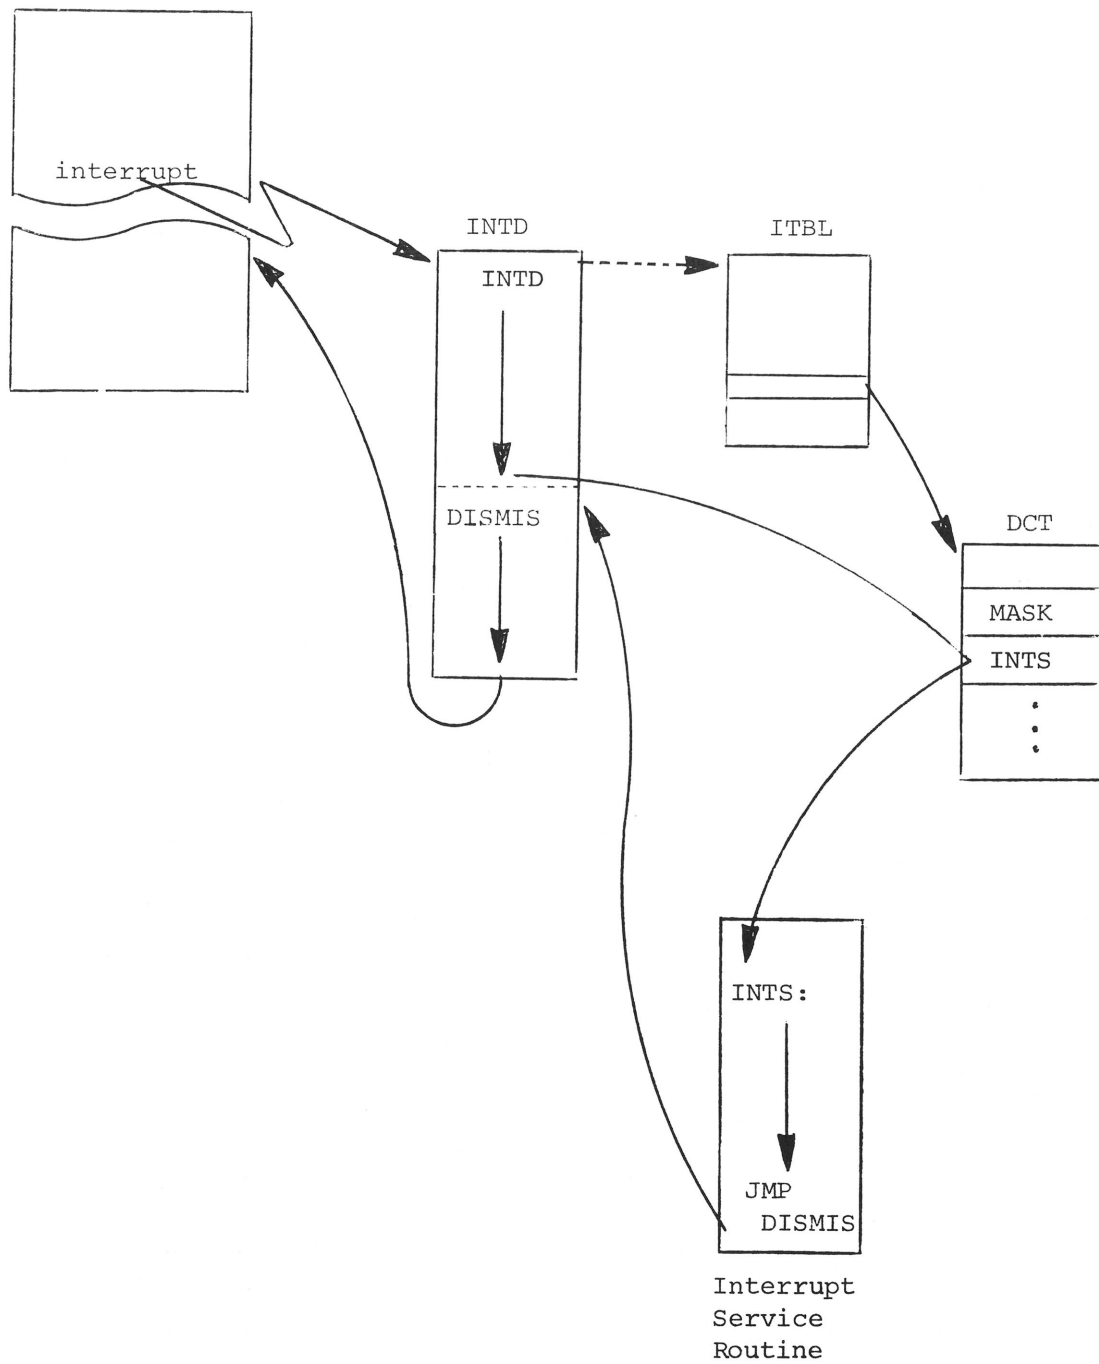 interrupt
INTD
INTD
DISMIS
ITBL
DCT
MASK
INTS
INTS:
JMP
DISMIS
Interrupt
Service
Routine